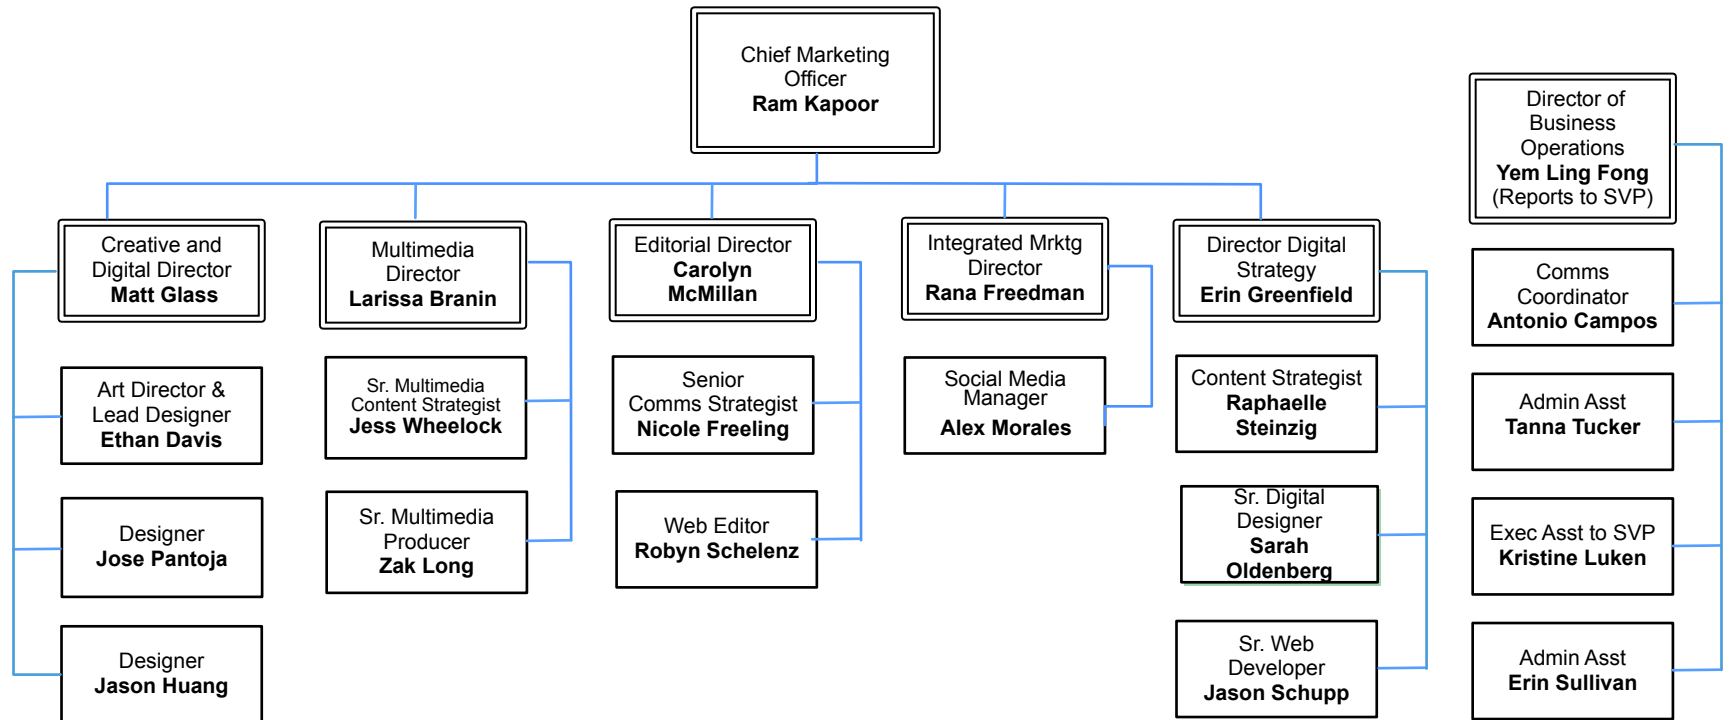 Chief Marketing
Officer
Ram Kapoor
Director of
Business
Operations
Yem Ling Fong
(Reports to SVP)
Creative and
Digital Director
Matt Glass
Multimedia
Director
Larissa Branin
Editorial Director
Carolyn
McMillan
Integrated Mrktg
Director
Rana Freedman
Director Digital
Strategy
Erin Greenfield
Comms
Coordinator
Antonio Campos
Art Director &
Lead Designer
Ethan Davis
Sr. Multimedia
Content Strategist
Jess Wheelock
Senior
Comms Strategist
Nicole Freeling
Social Media
Manager
Alex Morales
Content Strategist
Raphaelle
Steinzig
Admin Asst
Tanna Tucker
Designer
Jose Pantoja
Sr. Multimedia
Producer
Zak Long
Web Editor
Robyn Schelenz
Sr. Digital
Designer
Sarah
Oldenberg
Exec Asst to SVP
Kristine Luken
Designer
Jason Huang
Sr. Web
Developer
Jason Schupp
Admin Asst
Erin Sullivan